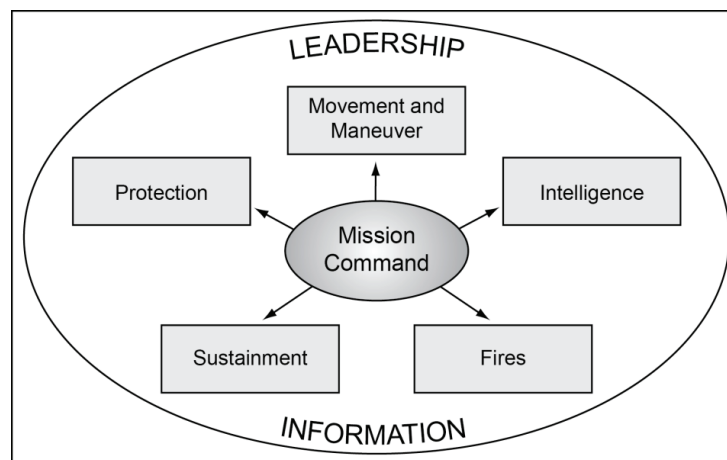 LEADERSHIP
Movement and
Maneuver
Protection
Intelligence
Mission
Command
Sustainment
Fires
INFORMATION